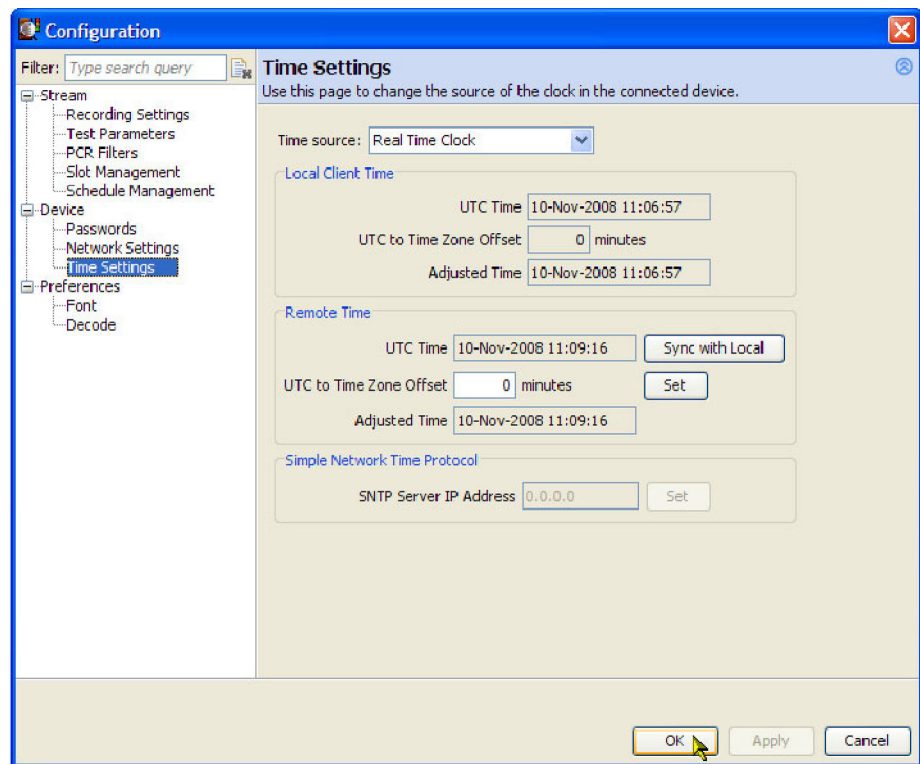 Configuration
Filter: Type search query
Stream
Recording Settings
Test Parameters
PCR Filters
Slot Management
Schedule Management
Device
Passwords
Network Settings
Time Settings
Preferences
Font
Decode
Time Settings
Use this page to change the source of the clock in the connected device.
Time source: Real Time Clock
Local Client Time
UTC Time 10-Nov-2008 11:06:57
UTC to Time Zone Offset 0 minutes
Adjusted Time 10-Nov-2008 11:06:57
Remote Time
UTC Time 10-Nov-2008 11:09:16 Sync with Local
UTC to Time Zone Offset 0 minutes Set
Adjusted Time 10-Nov-2008 11:09:16
Simple Network Time Protocol
SNTP Server IP Address 0.0.0.0 Set
OK Apply Cancel